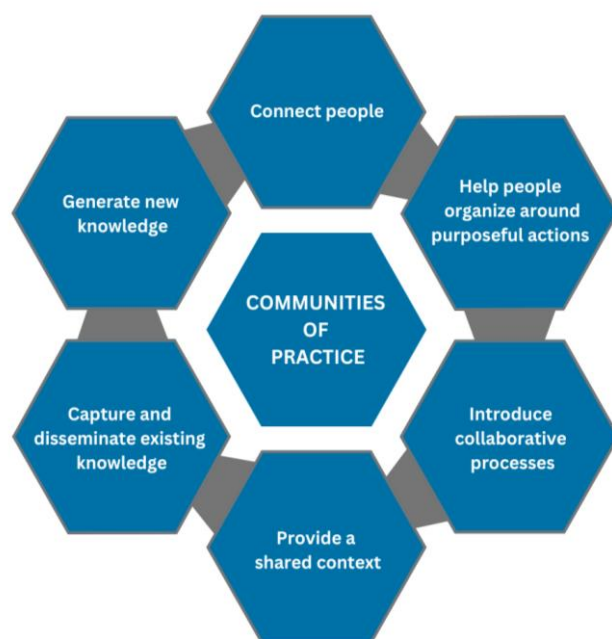 Connect people
Help people
organize around
purposeful actions
Introduce
collaborative
processes
Provide a
shared context
Capture and
disseminate existing
knowledge
Generate new
knowledge
COMMUNITIES
OF
PRACTICE